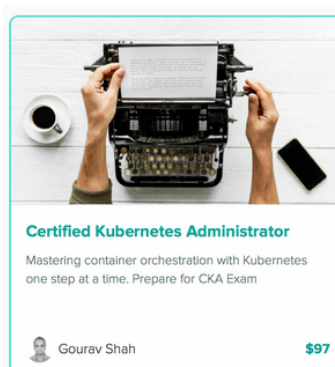 Certified Kubernetes Administrator
Mastering container orchestration with Kubernetes
one step at a time. Prepare for CKA Exam
Gourav Shah
$97